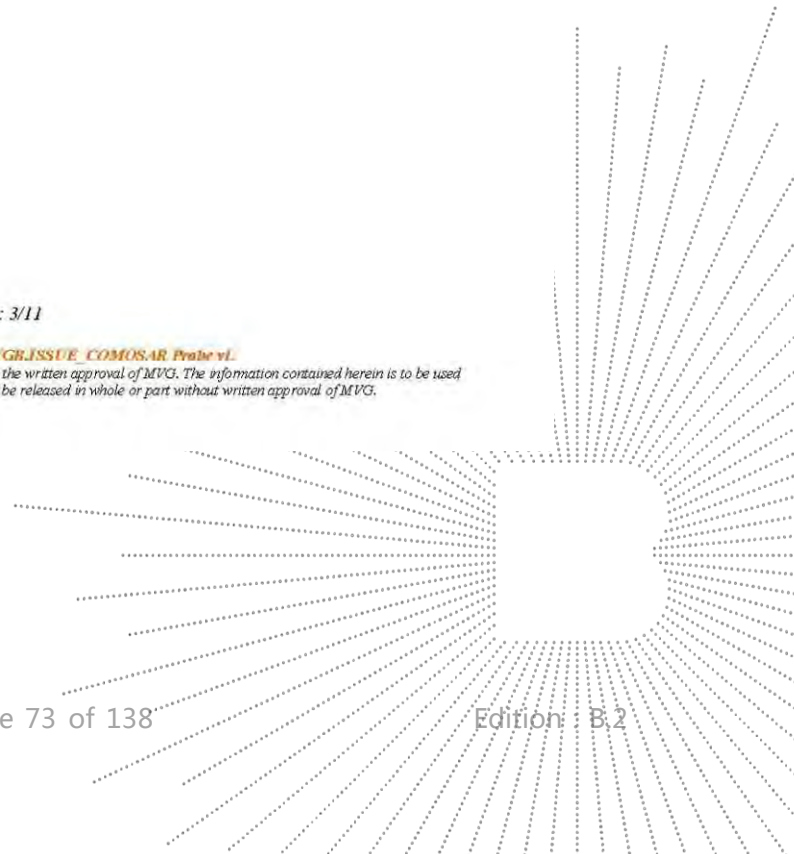 : 3/11
GB.ISSUE_COMOSAR Probe vL
the written approval of MVG. The information contained herein is to be used
be released in whole or part without written approval of MVG.
e 73 of 138
Edition : B.2